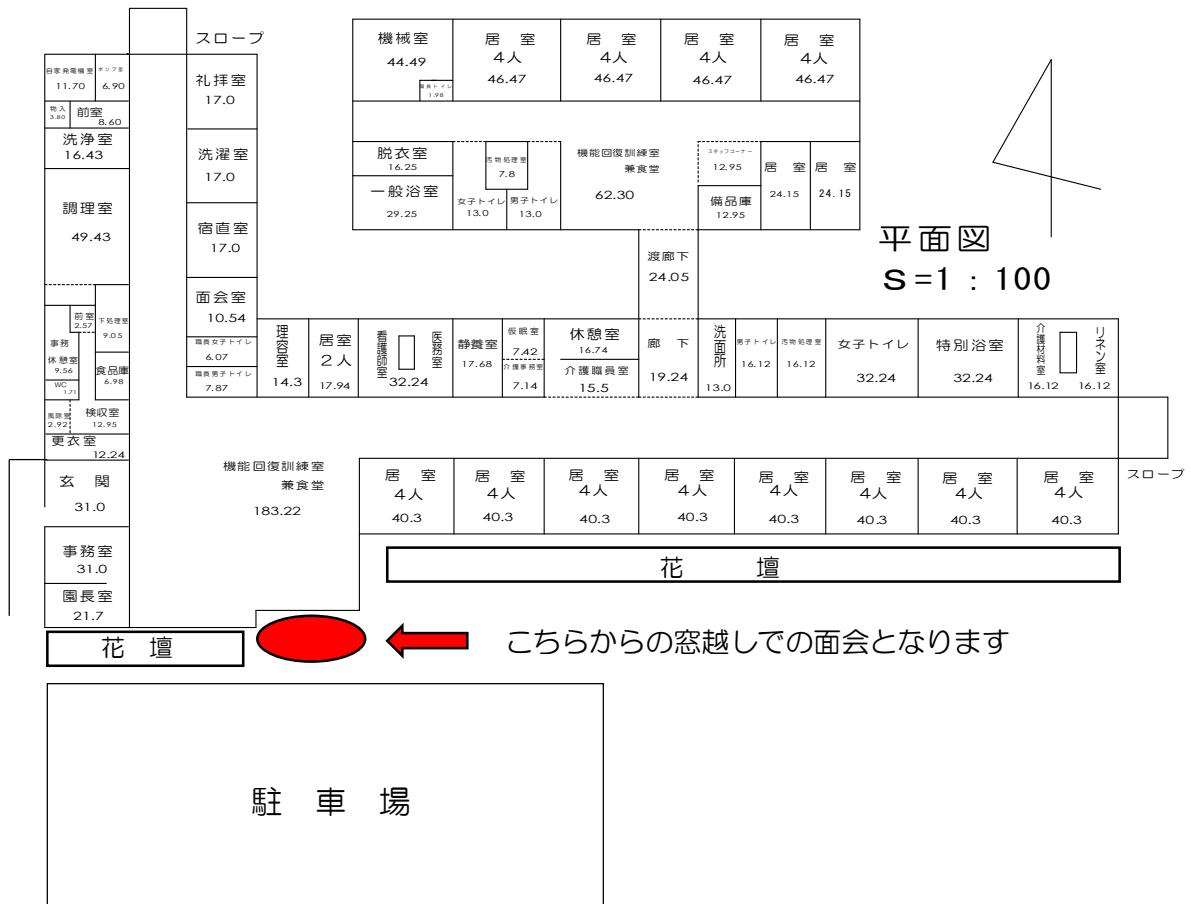 スロープ
自家発電機室
11.70
ポンプ室
6.90
物入
3.80
前室
8.60
洗浄室
16.43
調理室
49.43
前室
2.57
下処理室
9.05
事務
休憩室
9.56
WC
1.71
食品庫
6.98
風除室
2.92
検収室
12.95
更衣室
12.24
玄 関
31.0
事務室
31.0
園長室
21.7
花 壇
礼拝室
17.0
洗濯室
17.0
宿直室
17.0
面会室
10.54
職員女子トイレ
6.07
職員男子トイレ
7.87
機械室
44.49
職員トイレ
1.98
居 室
4人
46.47
居 室
4人
46.47
居 室
4人
46.47
居 室
4人
46.47
脱衣室
16.25
一般浴室
29.25
汚物処理室
7.8
女子トイレ
13.0
男子トイレ
13.0
機能回復訓練室
兼食堂
62.30
スタッフコーナー
12.95
備品庫
12.95
居 室
24.15
居 室
24.15
平面図
S=1:100
渡廊下
24.05
理容室
14.3
居室
2人
17.94
看護師室
医務室
32.24
静養室
17.68
仮眠室
7.42
介護事務室
7.14
休憩室
16.74
介護職員室
15.5
廊 下
19.24
洗面所
13.0
男子トイレ
16.12
汚物処理室
16.12
女子トイレ
32.24
特別浴室
32.24
介護材料室
16.12
リネン室
16.12
スロープ
機能回復訓練室
兼食堂
183.22
居 室
4人
40.3
居 室
4人
40.3
居 室
4人
40.3
居 室
4人
40.3
居 室
4人
40.3
居 室
4人
40.3
居 室
4人
40.3
居 室
4人
40.3
花 壇
こちらからの窓越しでの面会となります
駐 車 場